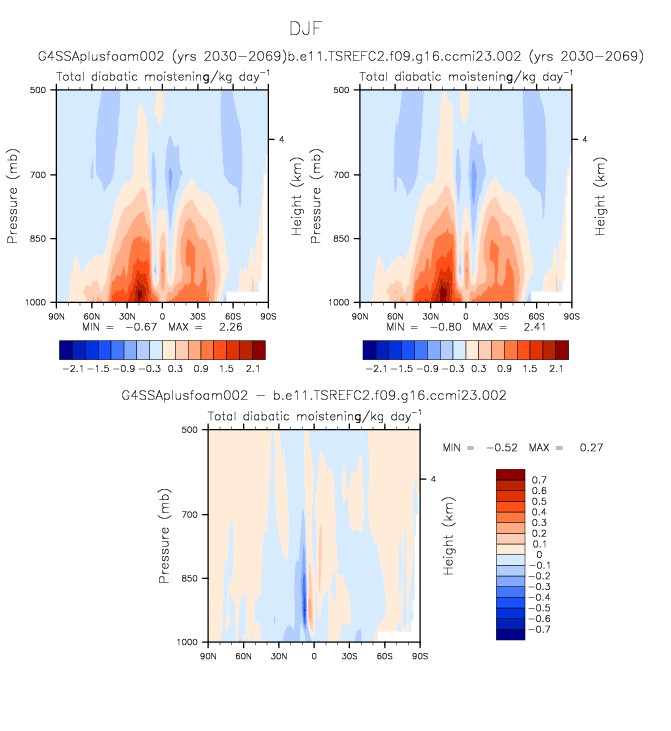 DJF
G4SSAplusfoam002 (yrs 2030−2069)b.e11.TSREFC2.f09.g16.ccmi23.002 (yrs 2030−2069)
Total diabatic moisteningg/kg day−1 Total diabatic moisteningg/kg day−1
500 500
4 4
700 700
850 850
1000 1000
Pressure (mb) Height (km) Pressure (mb) Height (km)
90N 60N 30N 0 30S 60S 90S 90N 60N 30N 0 30S 60S 90S
MIN = −0.67 MAX = 2.26 MIN = −0.80 MAX = 2.41
−2.1 −1.5 −0.9 −0.3 0.3 0.9 1.5 2.1 −2.1 −1.5 −0.9 −0.3 0.3 0.9 1.5 2.1
G4SSAplusfoam002 − b.e11.TSREFC2.f09.g16.ccmi23.002
Total diabatic moisteningg/kg day−1
MIN = −0.52 MAX = 0.27
500
4
700
850
1000
Pressure (mb) Height (km)
90N 60N 30N 0 30S 60S 90S
0.7
0.6
0.5
0.4
0.3
0.2
0.1
0
−0.1
−0.2
−0.3
−0.4
−0.5
−0.6
−0.7